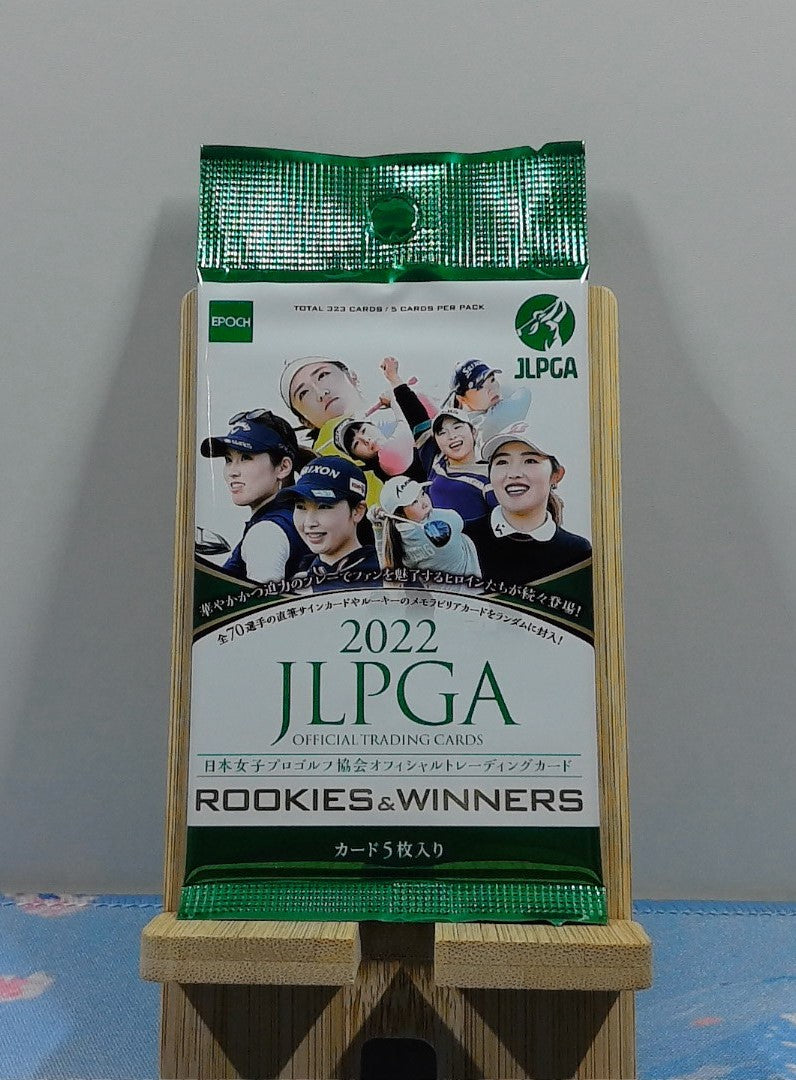 TOTAL 323 CARDS / 5 CARDS PER PACK
EPOCH
JLPGA
SRIXON
華やかかつ迫力のプレーでファンを魅了するヒロインたちが続々登場!
全70選手の直筆サインカードやルーキーのメモラビリアカードをランダムに封入!
2022
JLPGA
OFFICIAL TRADING CARDS
日本女子プロゴルフ協会オフィシャルトレーディングカード
ROOKIES & WINNERS
カード5枚入り